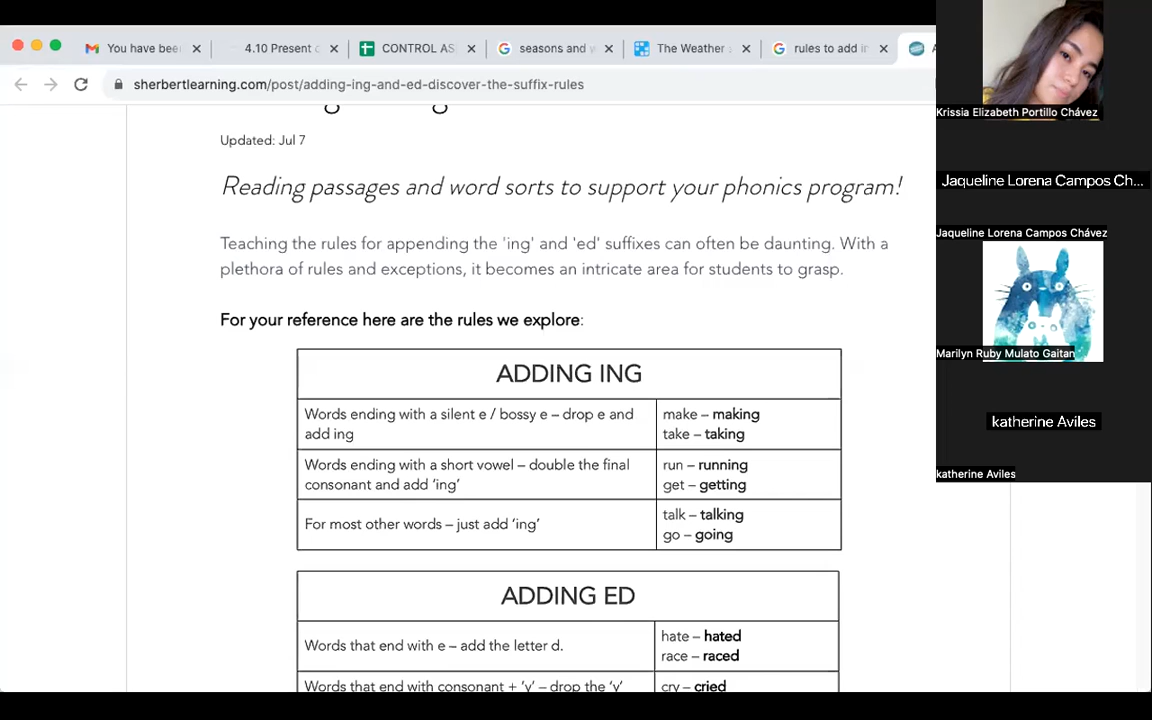 You have been
4.10 Present c
CONTROL AS
seasons and y
The Weather
rules to add i
sherbertlearning.com/post/adding-ing-and-ed-discover-the-suffix-rules
Updated: Jul 7
Reading passages and word sorts to support your phonics program!
Teaching the rules for appending the 'ing' and 'ed' suffixes can often be daunting. With a
plethora of rules and exceptions, it becomes an intricate area for students to grasp.
For your reference here are the rules we explore:
ADDING ING
Words ending with a silent e / bossy e – drop e and
add ing
make – making
take – taking
Words ending with a short vowel – double the final
consonant and add ‘ing’
run – running
get – getting
For most other words – just add ‘ing’
talk – talking
go – going
ADDING ED
Words that end with e – add the letter d.
hate – hated
race – raced
Words that end with consonant + ‘y’ – drop the ‘y’
cry – cried
Krissia Elizabeth Portillo Chávez
Jaqueline Lorena Campos Ch...
Jaqueline Lorena Campos Chávez
Marilyn Ruby Mulato Gaitan
katherine Aviles
katherine Aviles